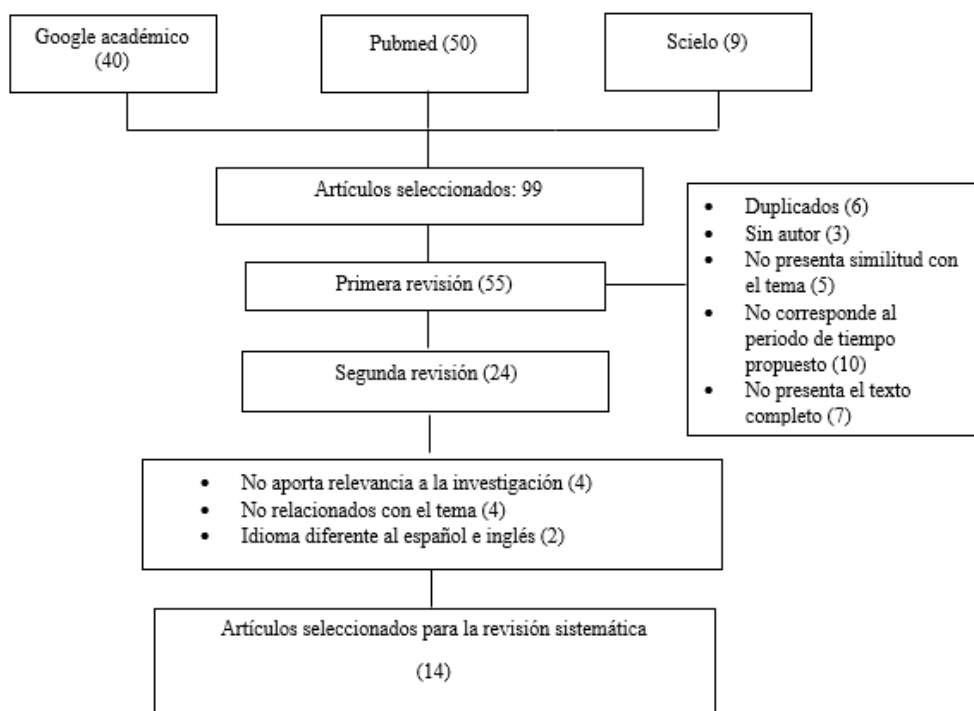 Google académico
(40)
Pubmed (50)
Scielo (9)
Artículos seleccionados: 99
Primera revisión (55)
• Duplicados (6)
• Sin autor (3)
• No presenta similitud con
el tema (5)
• No corresponde al
periodo de tiempo
propuesto (10)
• No presenta el texto
completo (7)
Segunda revisión (24)
• No aporta relevancia a la investigación (4)
• No relacionados con el tema (4)
• Idioma diferente al español e inglés (2)
Artículos seleccionados para la revisión sistemática
(14)